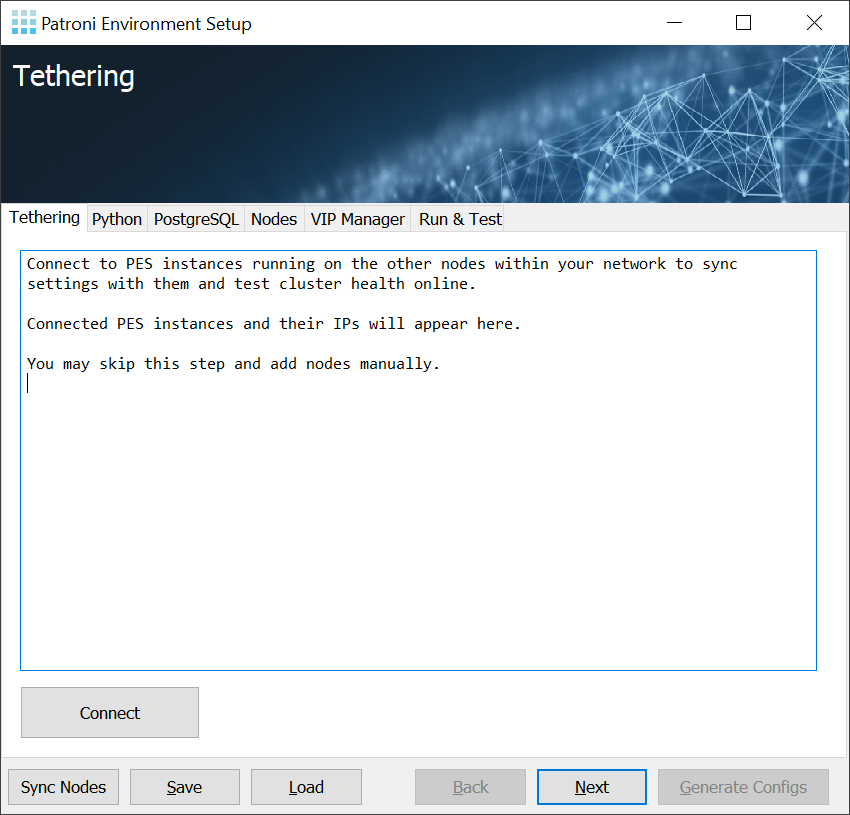 Patroni Environment Setup
Tethering
Tethering Python PostgreSQL Nodes VIP Manager Run & Test
Connect to PES instances running on the other nodes within your network to sync
settings with them and test cluster health online.
Connected PES instances and their IPs will appear here.
You may skip this step and add nodes manually.
Connect
Sync Nodes Save Load Back Next Generate Configs